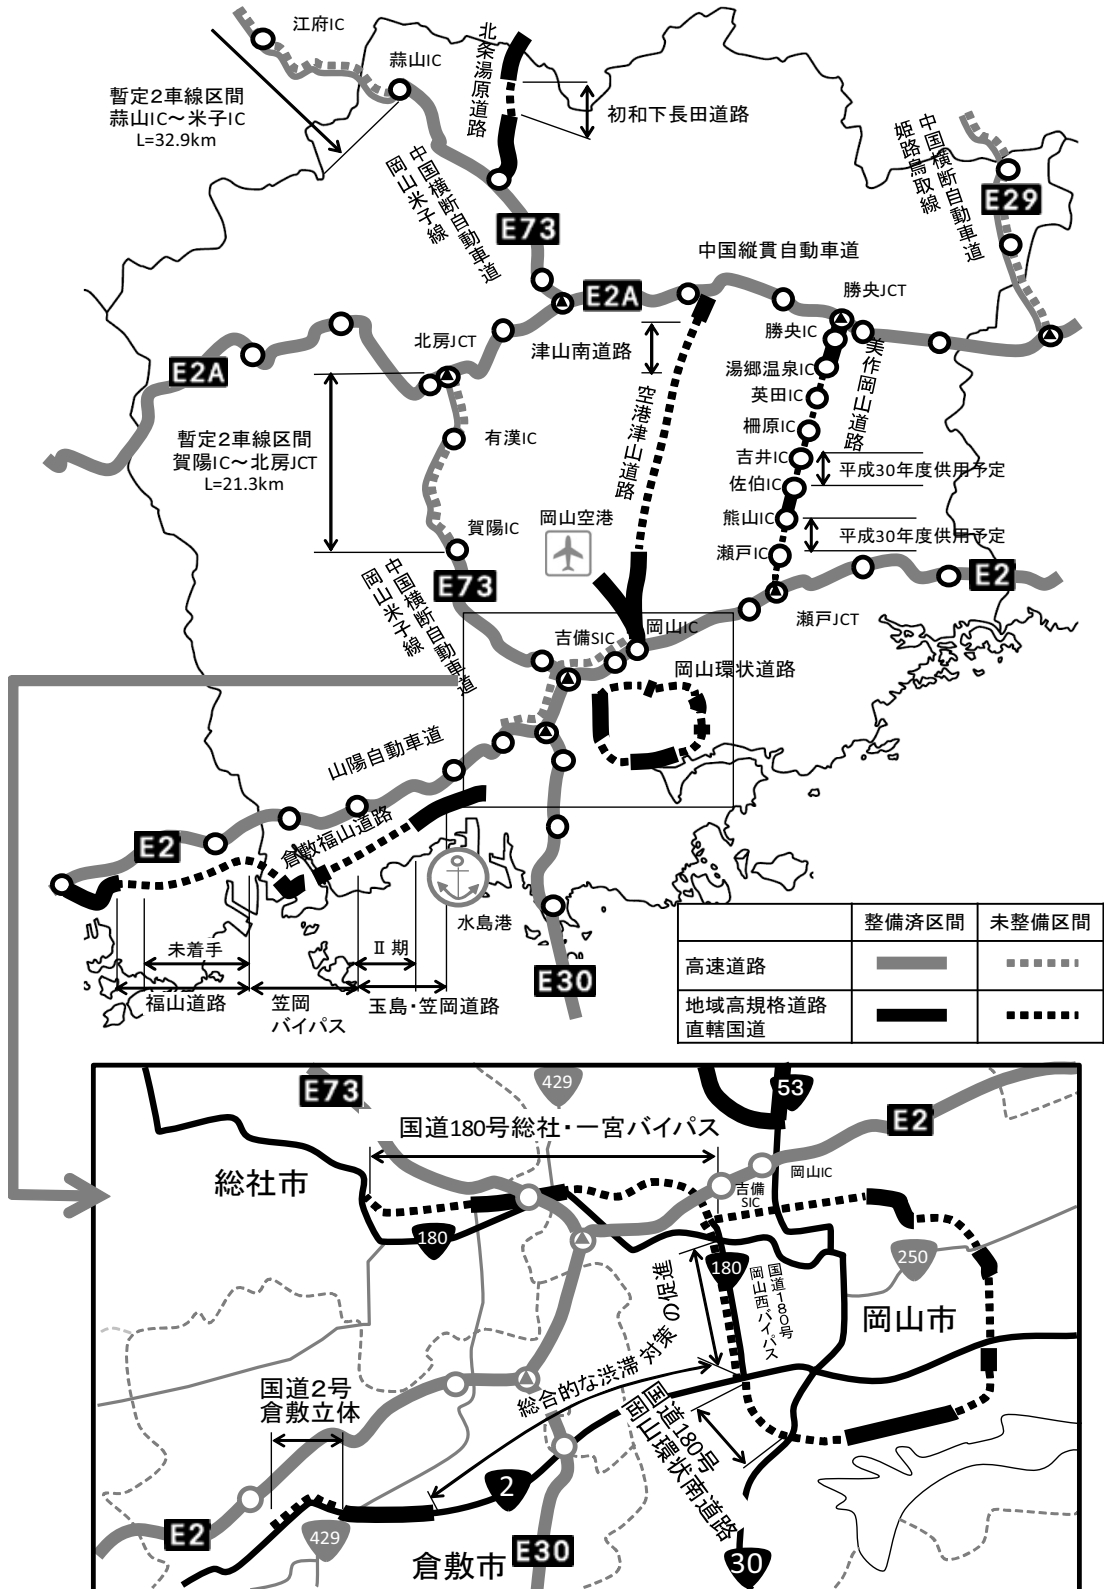 江府IC
蒜山IC
北条湯原道路
暫定2車線区間
蒜山IC～米子IC
L=32.9km
初和下長田道路
中国横断自動車道
岡山米子線
E73
中国横断自動車道
姫路鳥取線
E29
中国縦貫自動車道
E2A
勝央JCT
勝央IC
北房JCT
津山南道路
E2A
湯郷温泉IC
美作岡山道路
英田IC
空港津山道路
柵原IC
暫定2車線区間
賀陽IC～北房JCT
L=21.3km
有漢IC
吉井IC
平成30年度供用予定
佐伯IC
賀陽IC
岡山空港
熊山IC
平成30年度供用予定
瀬戸IC
中国横断自動車道
岡山米子線
E73
E2
瀬戸JCT
吉備SIC
岡山IC
岡山環状道路
山陽自動車道
倉敷福山道路
E2
水島港
未着手
Ⅱ期
福山道路
笠岡
バイパス
玉島・笠岡道路
E30
整備済区間
未整備区間
高速道路
地域高規格道路
直轄国道
E73
429
53
国道180号総社・一宮バイパス
E2
総社市
岡山IC
吉備
SIC
180
180
250
国道180号
岡山西バイパス
岡山市
総合的な渋滞対策の促進
国道2号
倉敷立体
国道180号
岡山環状南道路
2
E2
429
倉敷市
E30
30